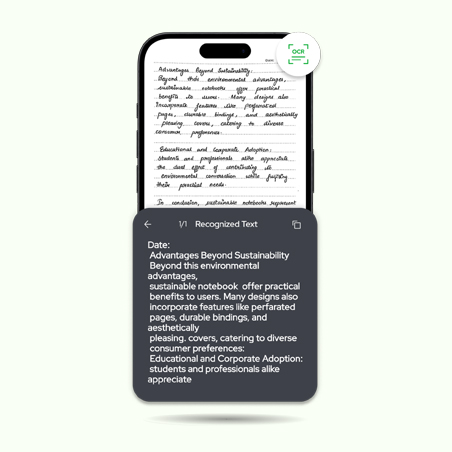 OCR
Advantages Beyond Sustainability:
Beyond their environmental advantages,
sustainable notebooks offer practical
benefits to users. Many designs
Incorporate features like perforated
pages, durable bindings, and aesthetically
pleasing covers, catering to diverse
consumer preferences.
Educational and Corporate Adoption:
Students and professionals alike appreciate
the dual effect of contributing to
environmental conservation while
their practical needs.
In conclusion, sustainable notebooks represent
1/1 Recognized Text
Date:
Advantages Beyond Sustainability
Beyond this environmental
advantages,
sustainable notebook offer practical
benefits to users. Many designs also
incorporate features like perfarated
pages, durable bindings, and
aesthetically
pleasing. covers, catering to diverse
consumer preferences:
Educational and Corporate Adoption:
students and professionals alike
appreciate